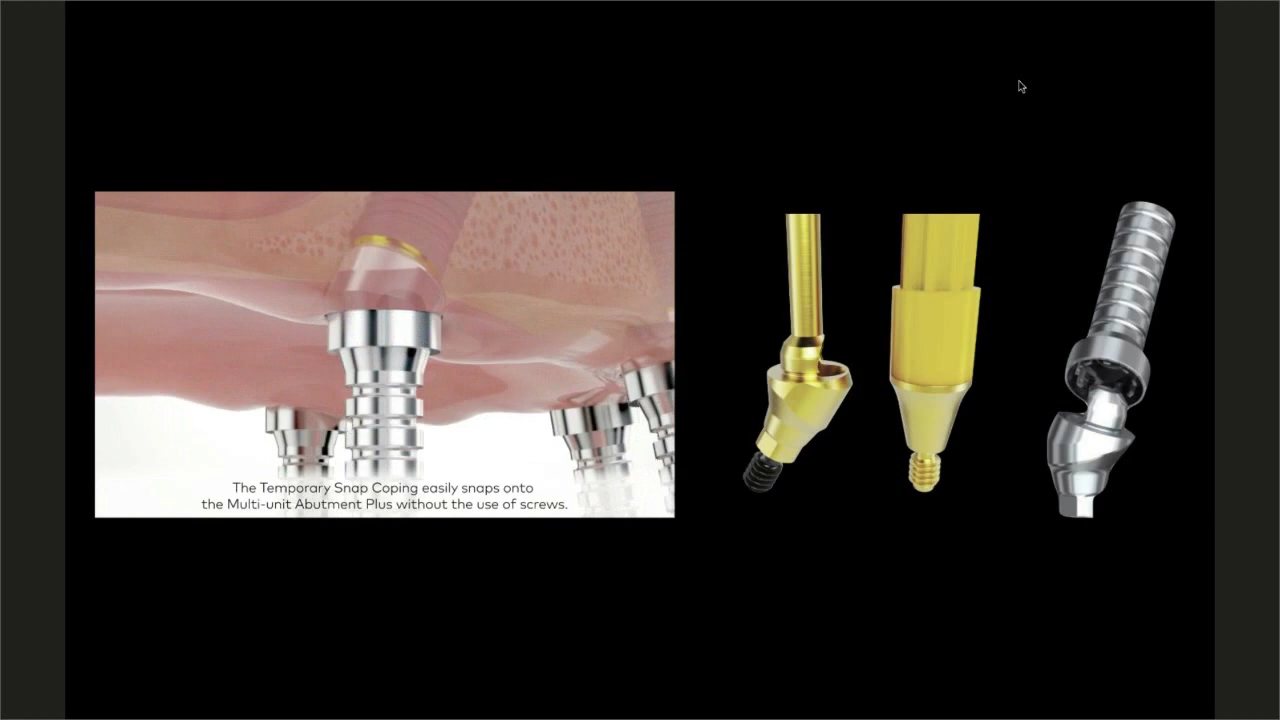 The Temporary Snap Coping easily snaps onto
the Multi-unit Abutment Plus without the use of screws.